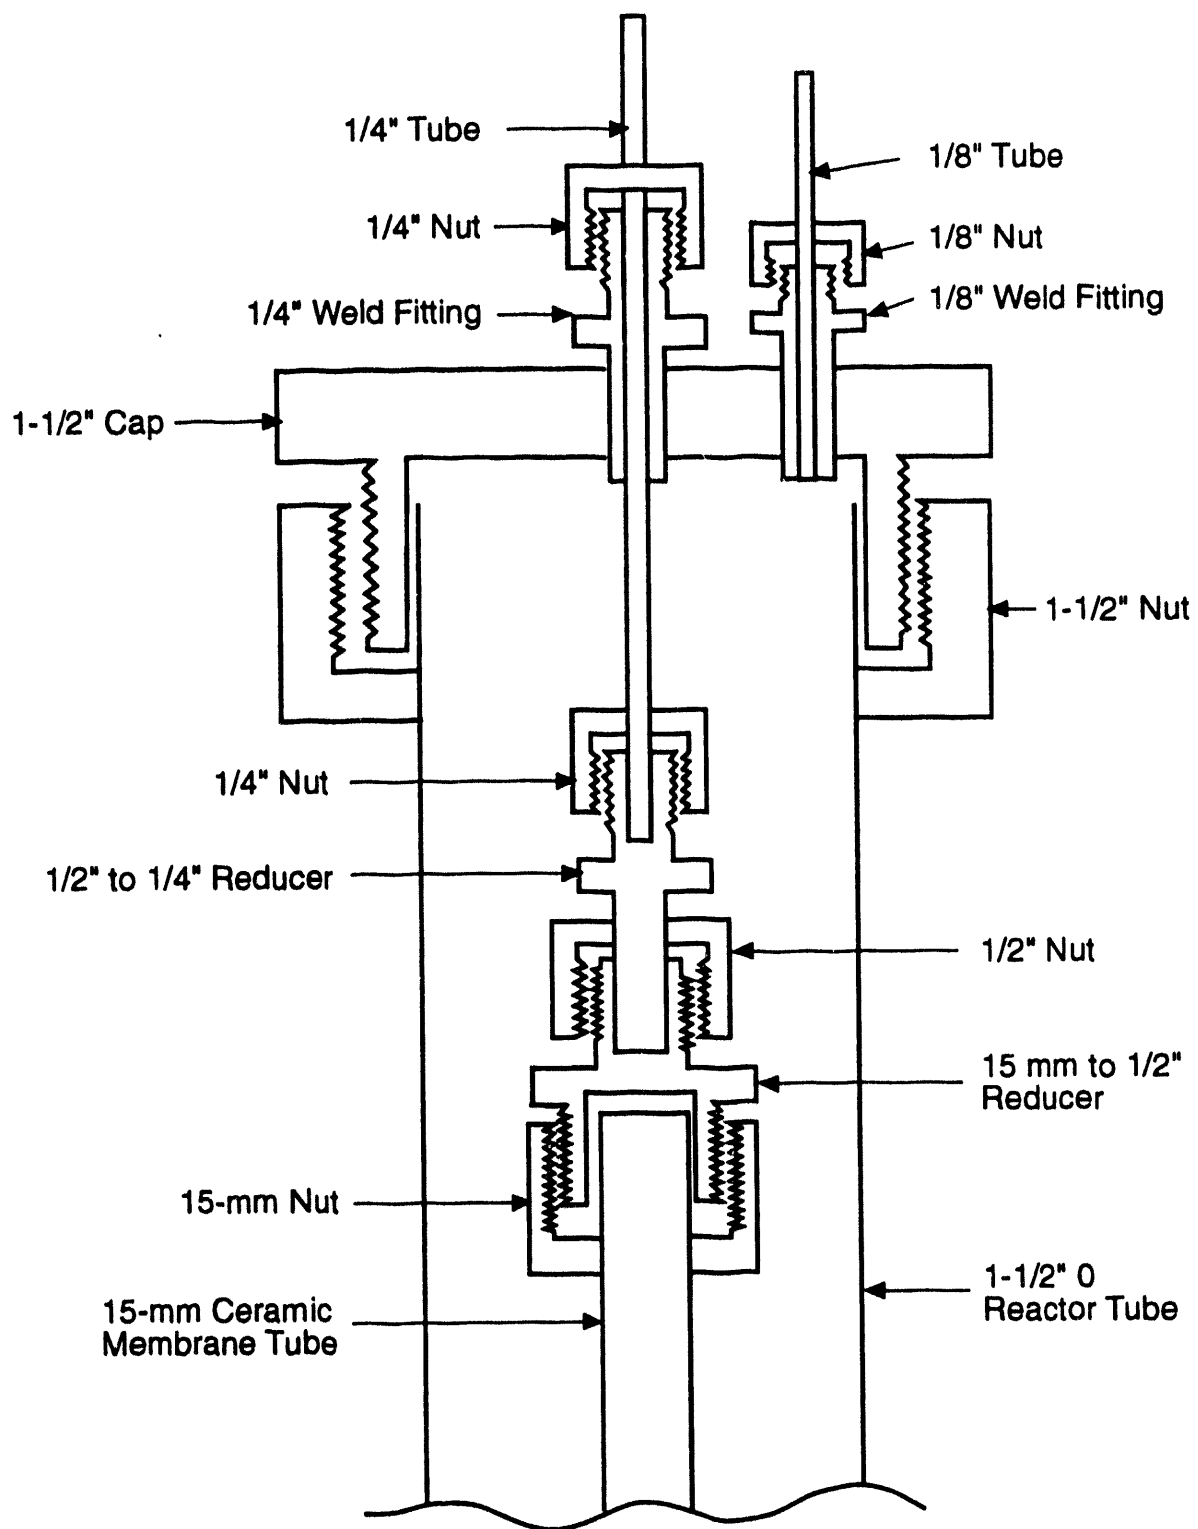 1/4" Tube
1/8" Tube
1/4" Nut
1/8" Nut
1/4" Weld Fitting
1/8" Weld Fitting
1-1/2" Cap
1-1/2" Nut
1/4" Nut
1/2" to 1/4" Reducer
1/2" Nut
15 mm to 1/2"
Reducer
15-mm Nut
1-1/2" 0
Reactor Tube
15-mm Ceramic
Membrane Tube